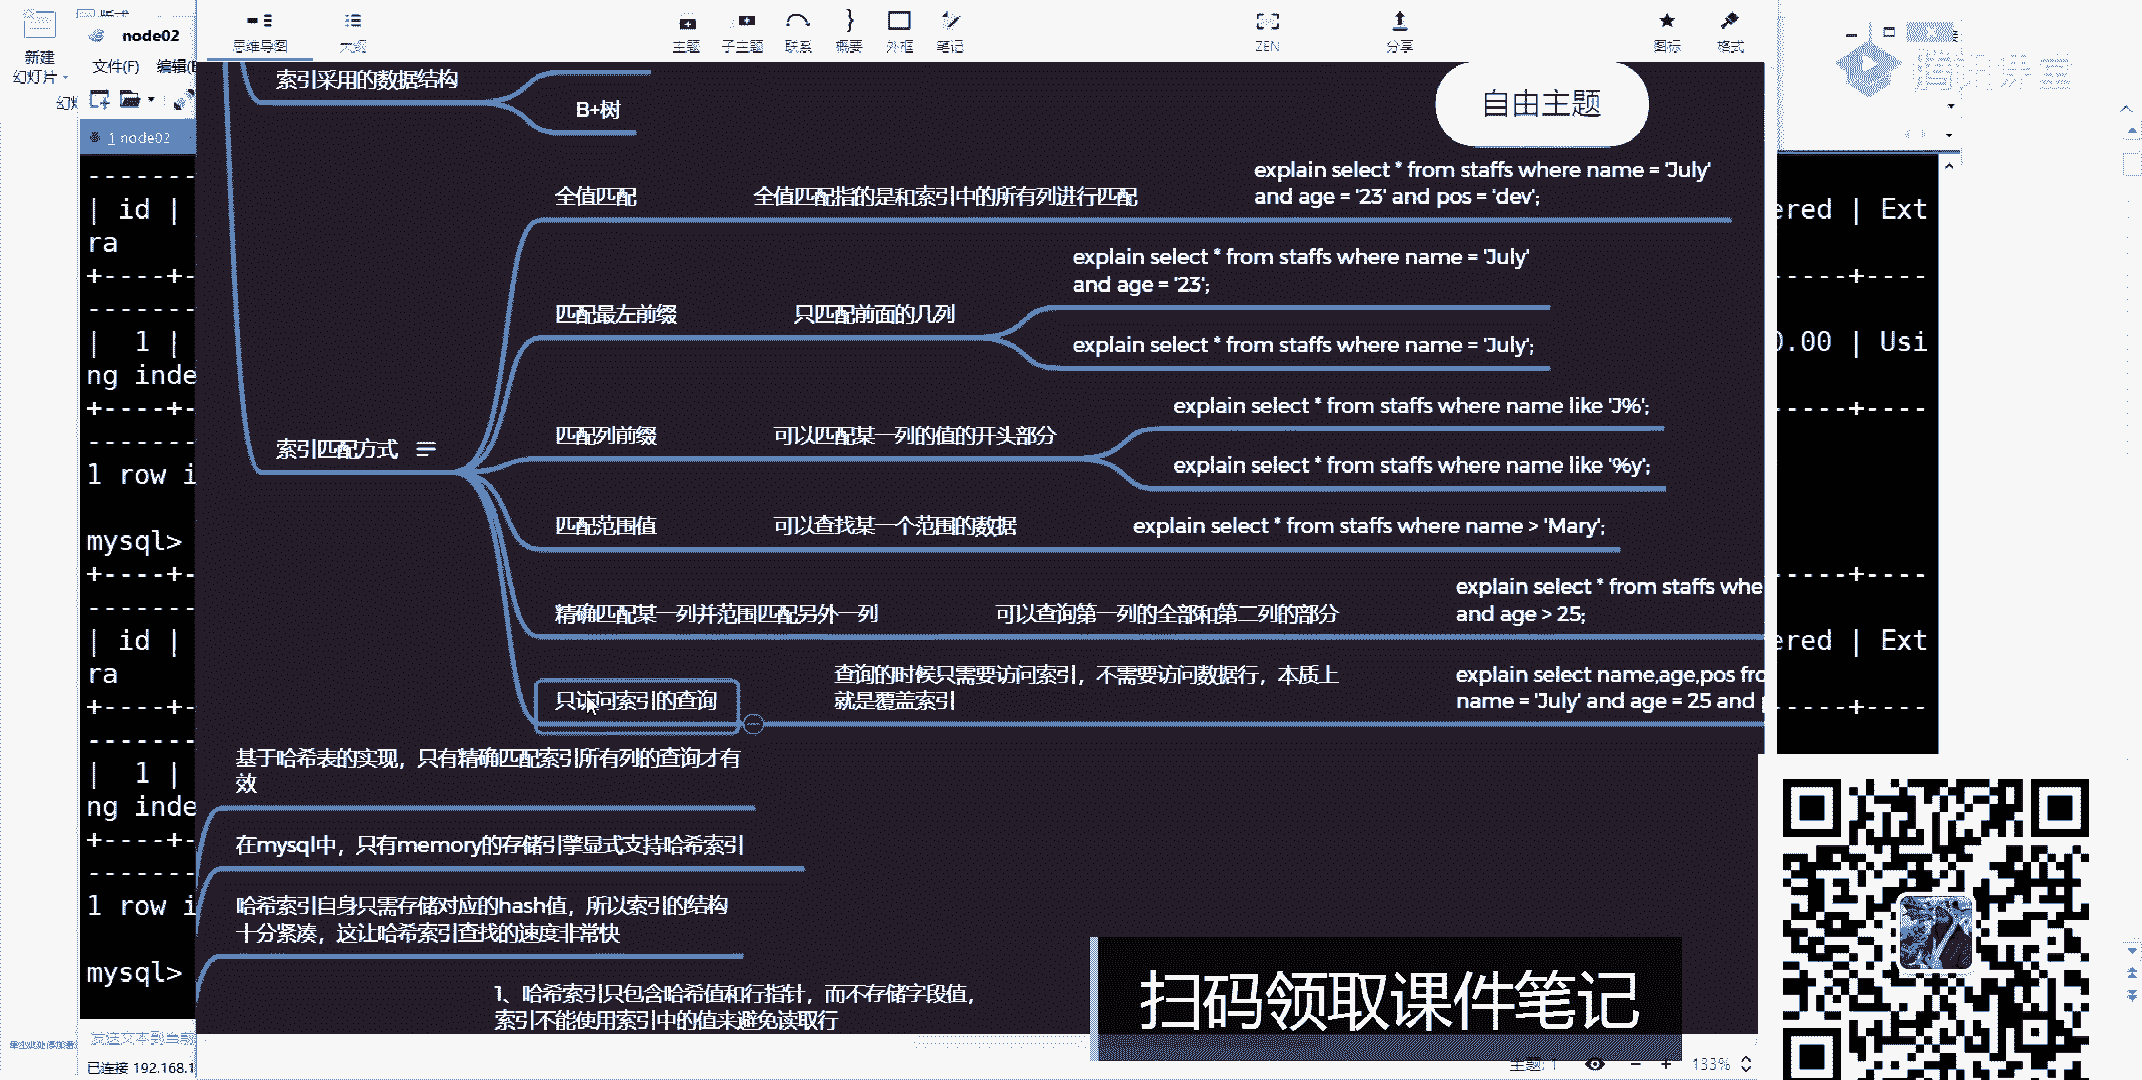 新建
幻灯片
node02
文件(F)
1 node02
思维导图
大纲
主题
子主题
联系
概要
外框
笔记
ZEN
分享
图标
格式
腾讯课堂
索引采用的数据结构
B+树
自由主题
全值匹配
全值匹配指的是和索引中的所有列进行匹配
explain select * from staffs where name = 'July'
and age = '23' and pos = 'dev';
匹配最左前缀
只匹配前面的几列
explain select * from staffs where name = 'July'
and age = '23';
explain select * from staffs where name = 'July';
索引匹配方式
匹配列前缀
可以匹配某一列的值的开头部分
explain select * from staffs where name like 'J%';
explain select * from staffs where name like '%y';
匹配范围值
可以查找某一个范围的数据
explain select * from staffs where name > 'Mary';
精确匹配某一列并范围匹配另外一列
可以查询第一列的全部和第二列的部分
explain select * from staffs whe
and age > 25;
只访问索引的查询
查询的时候只需要访问索引，不需要访问数据行，本质上
就是覆盖索引
explain select name,age,pos fro
name = 'July' and age = 25 and
基于哈希表的实现，只有精确匹配索引所有列的查询才有
效
在mysql中，只有memory的存储引擎显式支持哈希索引
哈希索引自身只需存储对应的hash值，所以索引的结构
十分紧凑，这让哈希索引查找的速度非常快
1、哈希索引只包含哈希值和行指针，而不存储字段值，
索引不能使用索引中的值来避免读取行
| id |
ra
+----+-
| 1 |
ng inde
+----+-
1 row i
mysql>
+----+-
| id |
ra
+----+-
| 1 |
ng inde
+----+-
1 row i
mysql>
ered | Ext
-----+----
0.00 | Usi
-----+----
-----+----
ered | Ext
-----+----
扫码领取课件笔记
已连接 192.168.1
主题: 1
133%